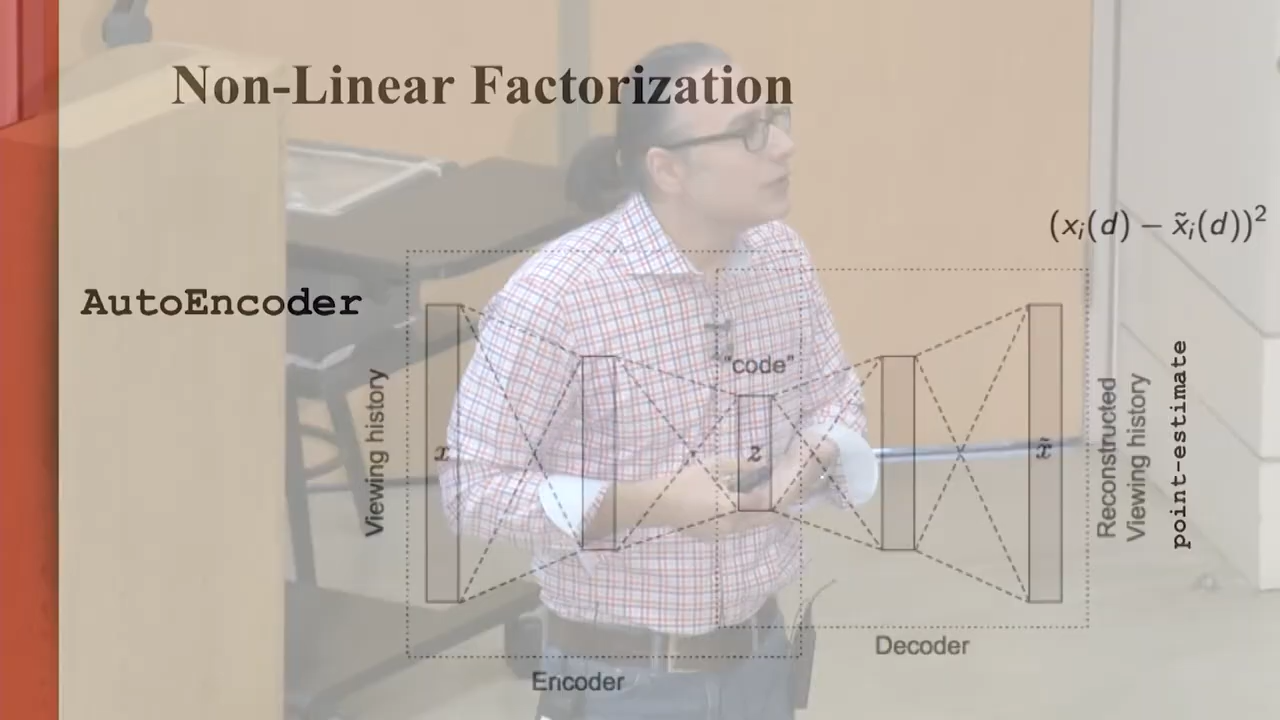 Non-Linear Factorization
(xᵢ(d) − x̃ᵢ(d))²
AutoEncoder
"code"
Viewing history
x
z
x̃
Reconstructed
Viewing history
point-estimate
Decoder
Encoder